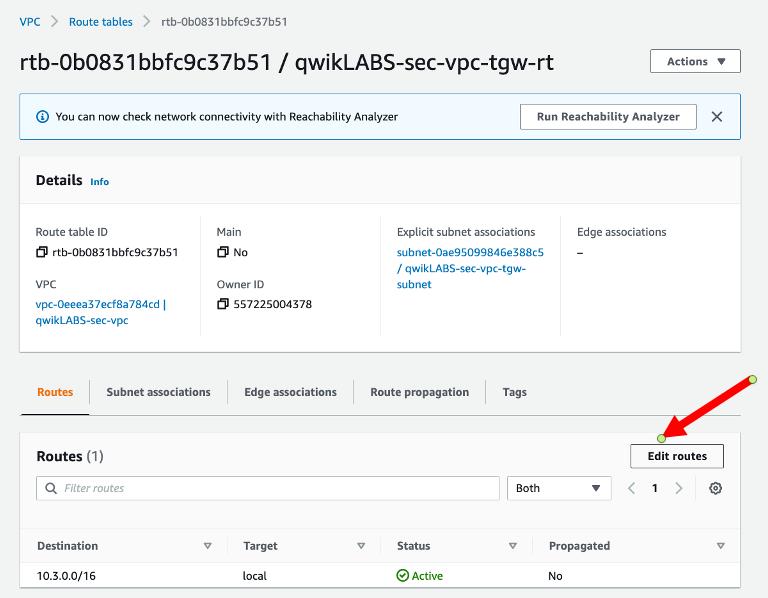 VPC > Route tables > rtb-0b0831bbfc9c37b51
rtb-0b0831bbfc9c37b51 / qwikLABS-sec-vpc-tgw-rt
Actions
You can now check network connectivity with Reachability Analyzer
Run Reachability Analyzer
Details Info
Route table ID
rtb-0b0831bbfc9c37b51
VPC
vpc-0eeea37ecf8a784cd |
qwikLABS-sec-vpc
Main
No
Owner ID
557225004378
Explicit subnet associations
subnet-0ae95099846e388c5
/ qwikLABS-sec-vpc-tgw-
subnet
Edge associations
–
Routes Subnet associations Edge associations Route propagation Tags
Routes (1)
Edit routes
Filter routes
Both
1
Destination Target Status Propagated
10.3.0.0/16 local Active No